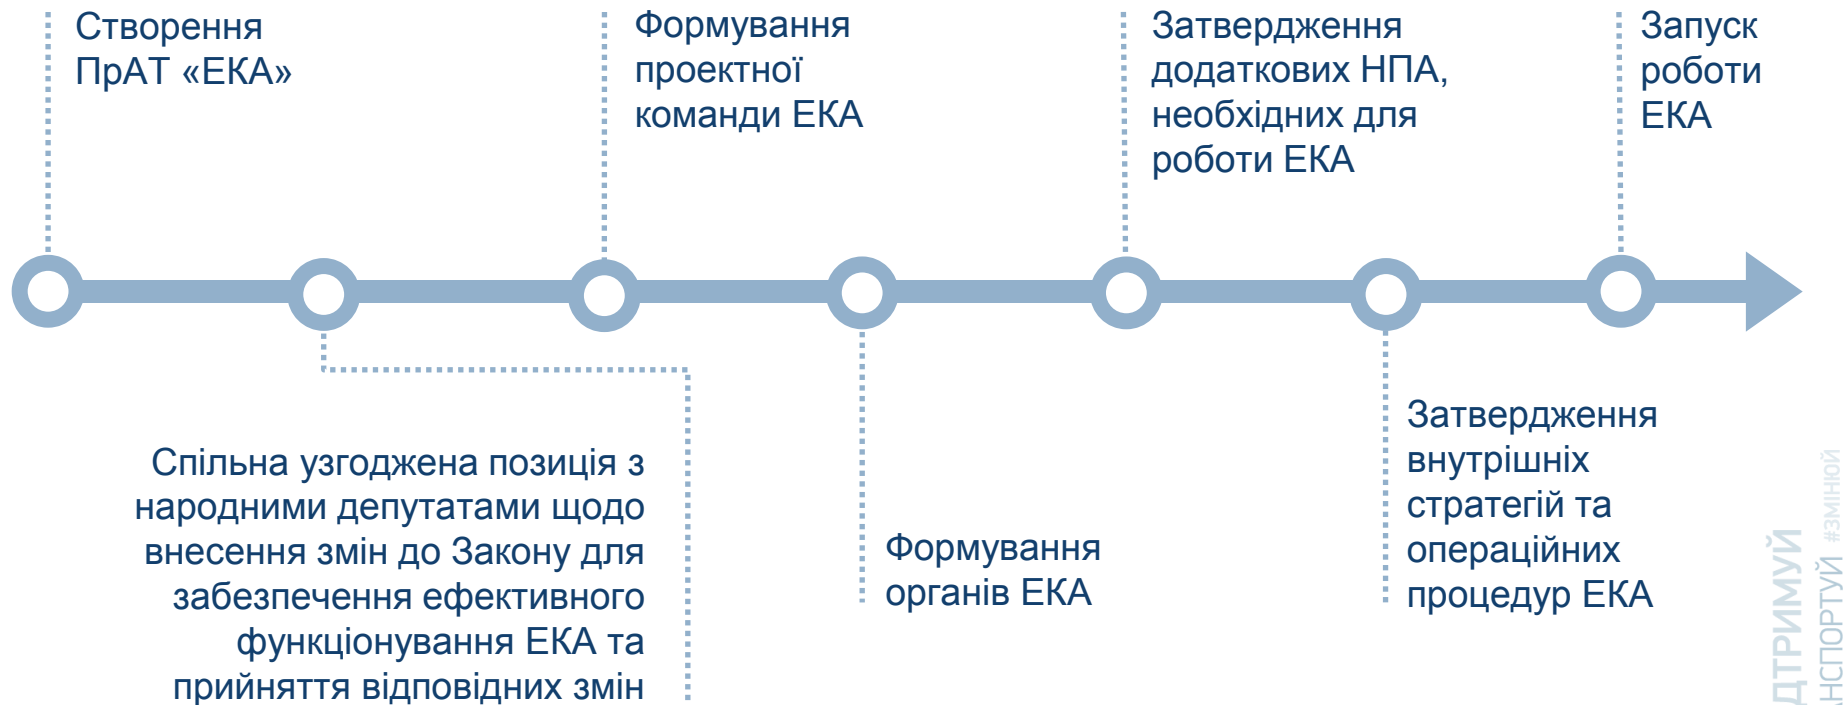 Створення
ПрАТ «ЕКА»
Спільна узгоджена позиція з
народними депутатами щодо
внесення змін до Закону для
забезпечення ефективного
функціонування ЕКА та
прийняття відповідних змін
Формування
проектної
команди ЕКА
Формування
органів ЕКА
Затвердження
додаткових НПА,
необхідних для
роботи ЕКА
Затвердження
внутрішніх
стратегій та
операційних
процедур ЕКА
Запуск
роботи
ЕКА
#змінюй